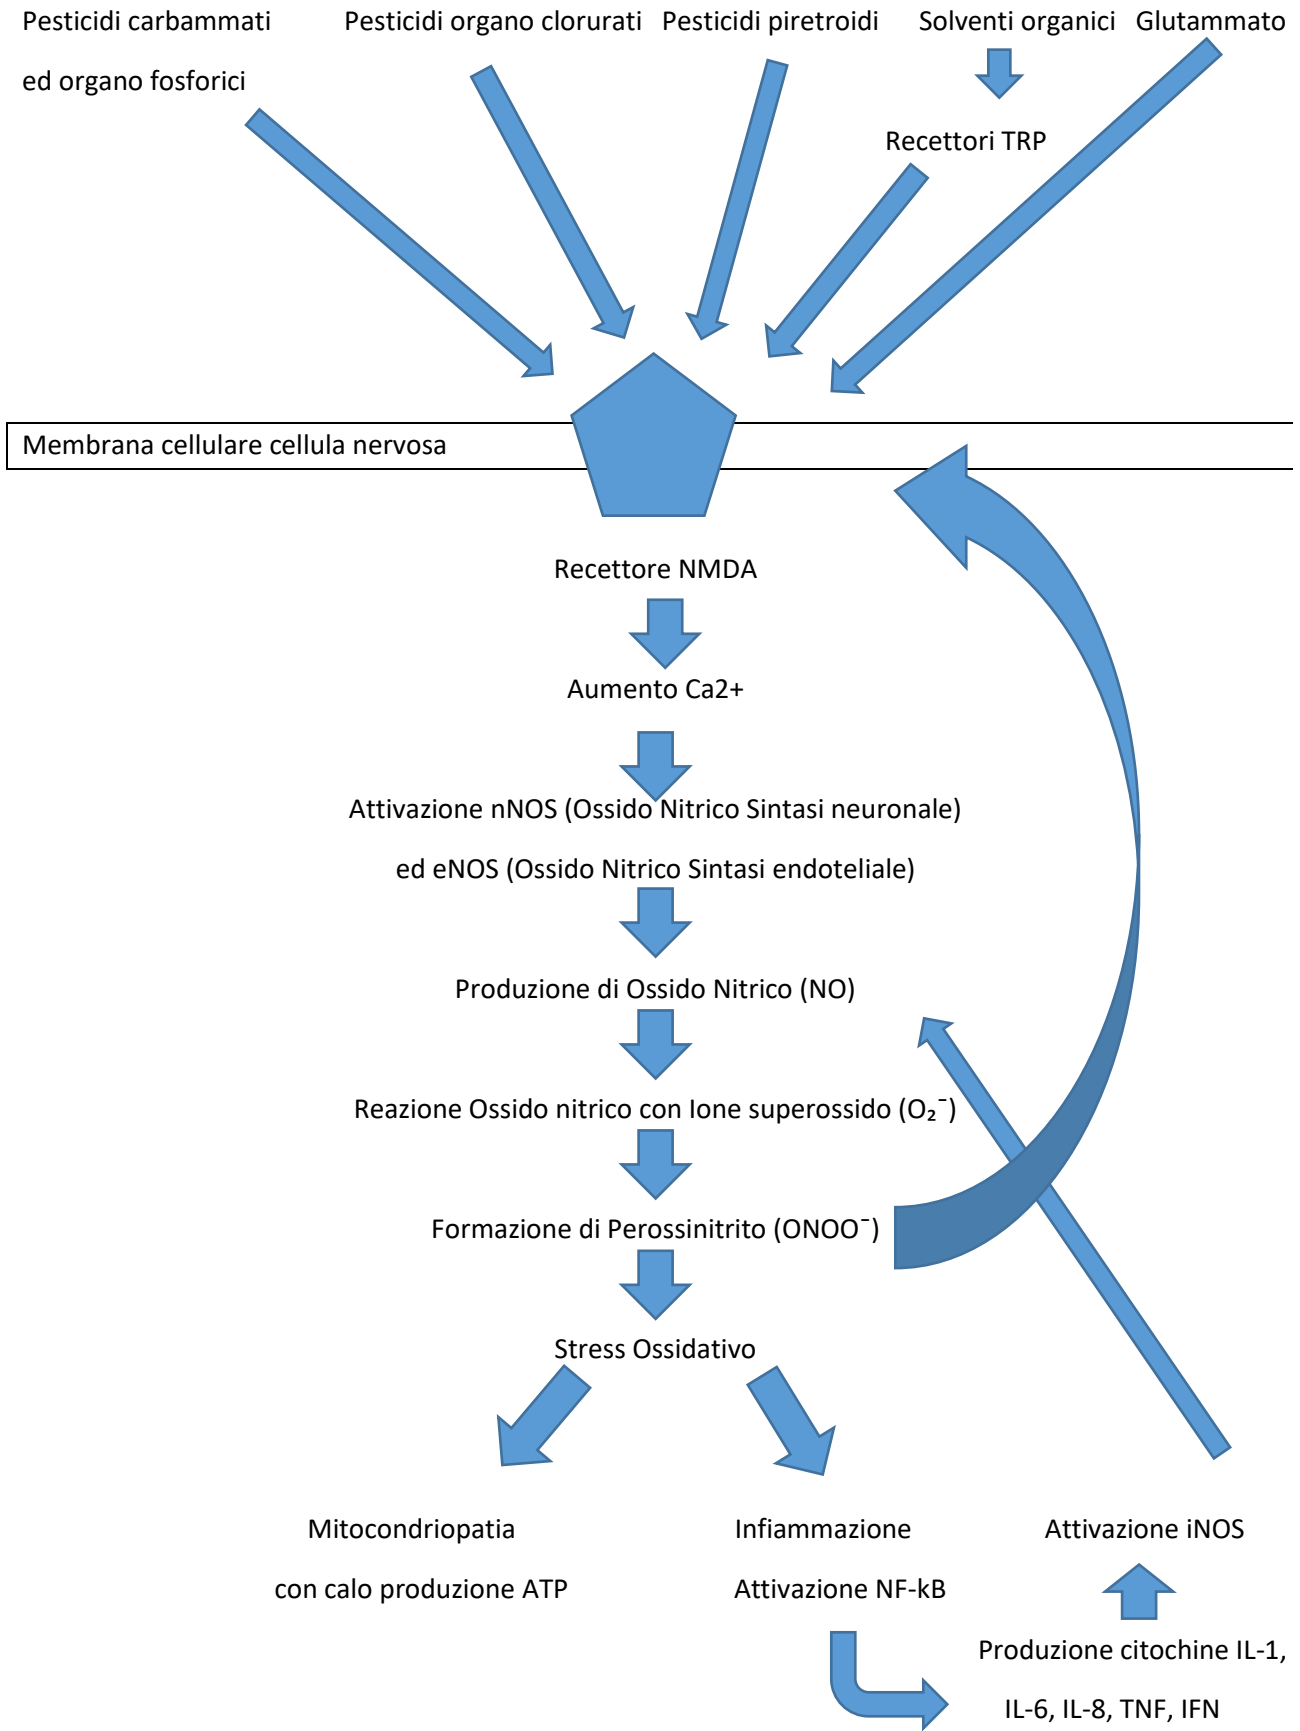 Pesticidi carbammati
ed organo fosforici
Pesticidi organo clorurati
Pesticidi piretroidi
Solventi organici
Glutammato
Recettori TRP
Membrana cellulare cellula nervosa
Recettore NMDA
Aumento Ca2+
Attivazione nNOS (Ossido Nitrico Sintasi neuronale)
ed eNOS (Ossido Nitrico Sintasi endoteliale)
Produzione di Ossido Nitrico (NO)
Reazione Ossido nitrico con Ione superossido (O₂⁻)
Formazione di Perossinitrito (ONOO⁻)
Stress Ossidativo
Mitocondriopatia
con calo produzione ATP
Infiammazione
Attivazione NF-kB
Attivazione iNOS
Produzione citochine IL-1,
IL-6, IL-8, TNF, IFN